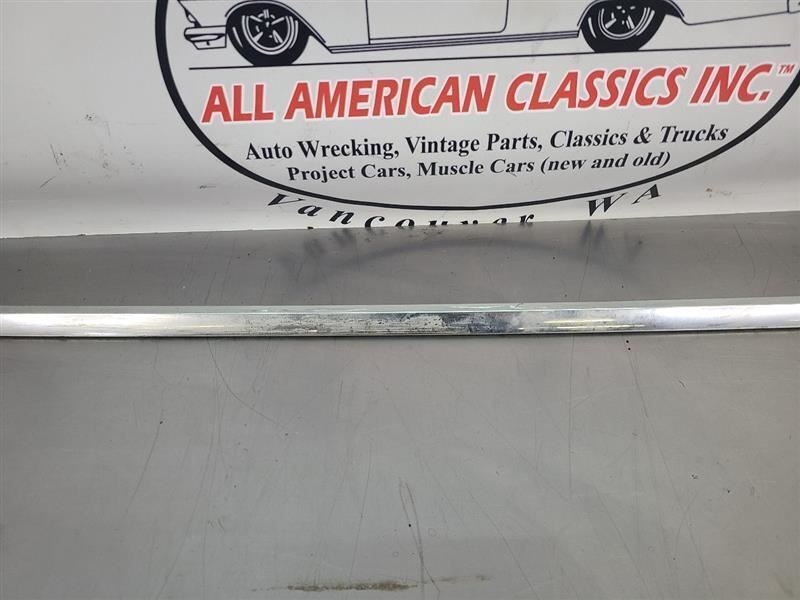 ALL AMERICAN CLASSICS INC.™
Auto Wrecking, Vintage Parts, Classics & Trucks
Project Cars, Muscle Cars (new and old)
Vancouver WA